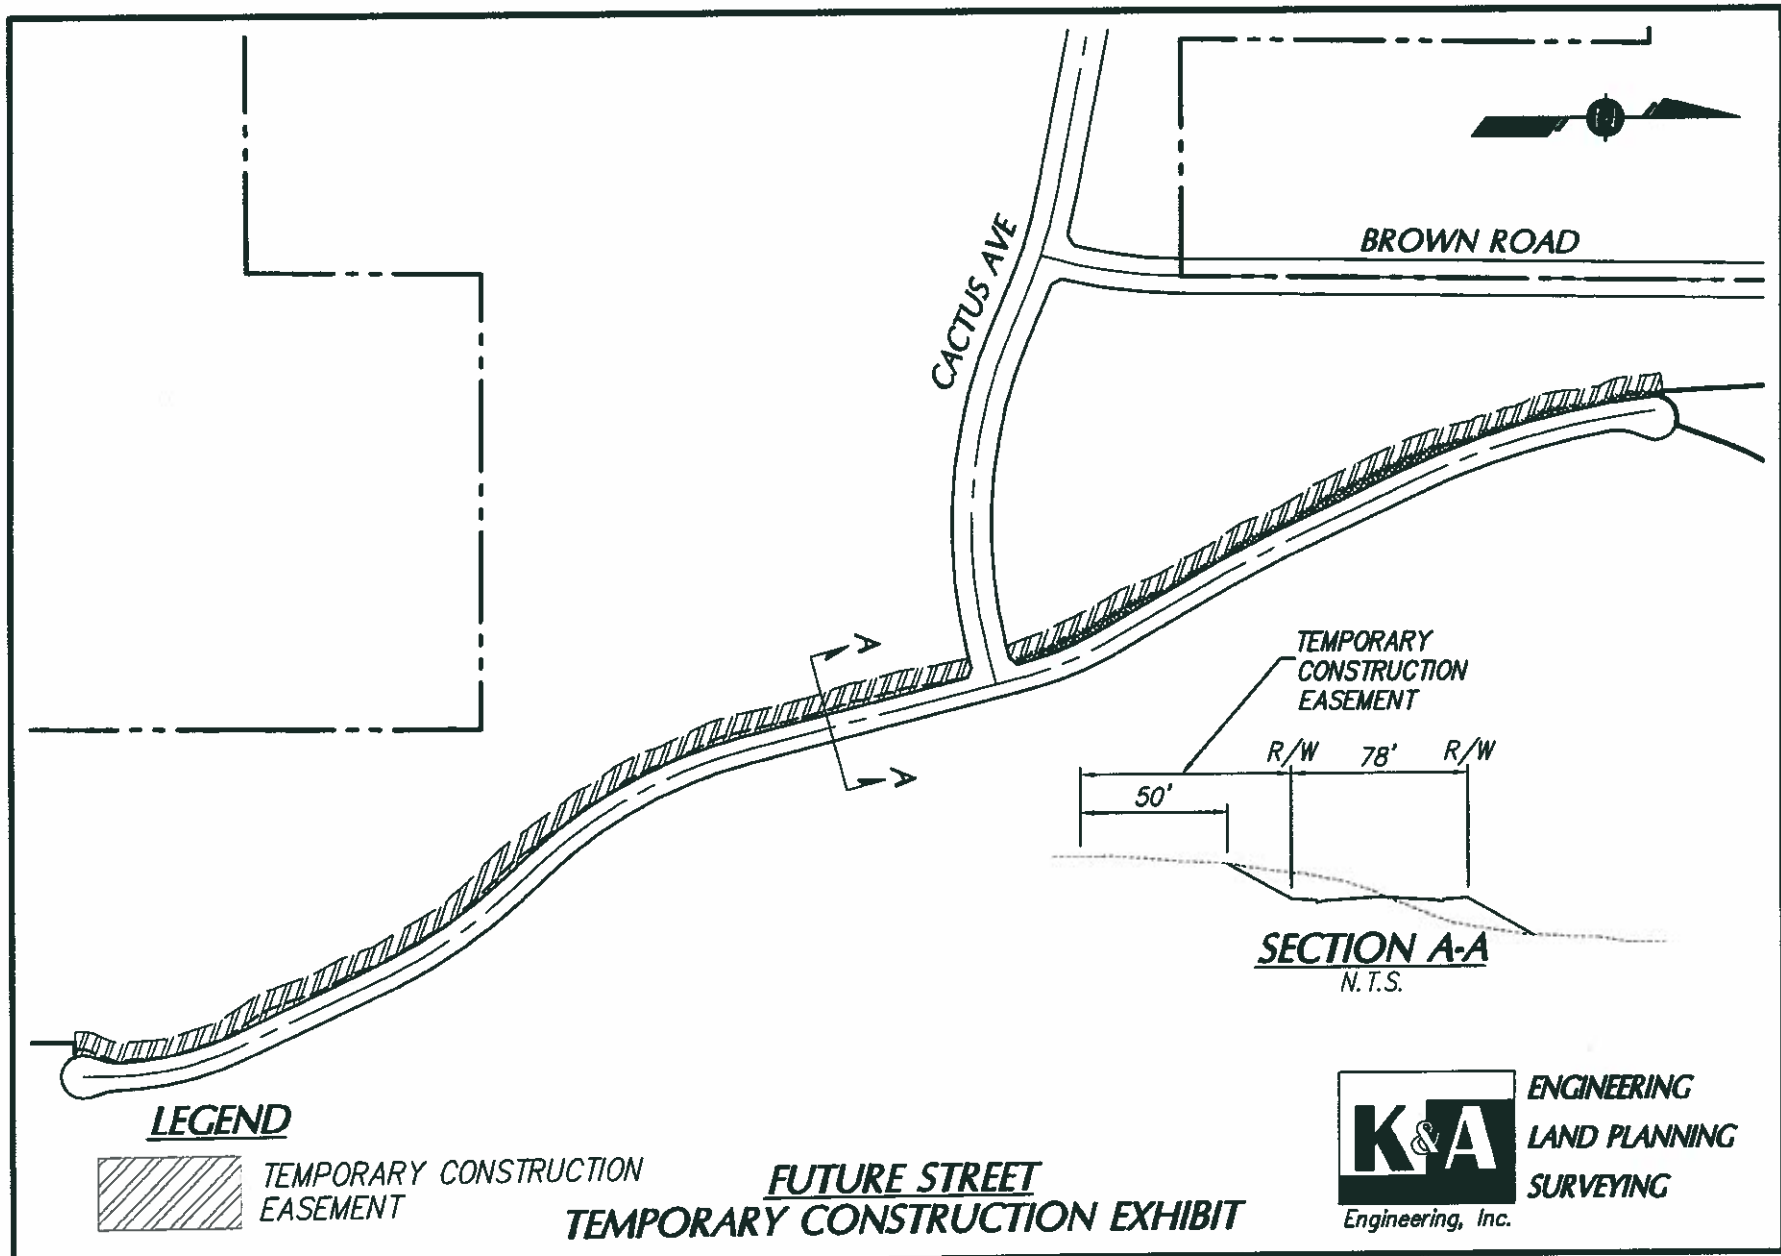 BROWN ROAD
CACTUS AVE
A
A
TEMPORARY
CONSTRUCTION
EASEMENT
R/W 78' R/W
50'
SECTION A-A
N.T.S.
LEGEND
TEMPORARY CONSTRUCTION
EASEMENT
FUTURE STREET
TEMPORARY CONSTRUCTION EXHIBIT
K&A
Engineering, Inc.
ENGINEERING
LAND PLANNING
SURVEYING